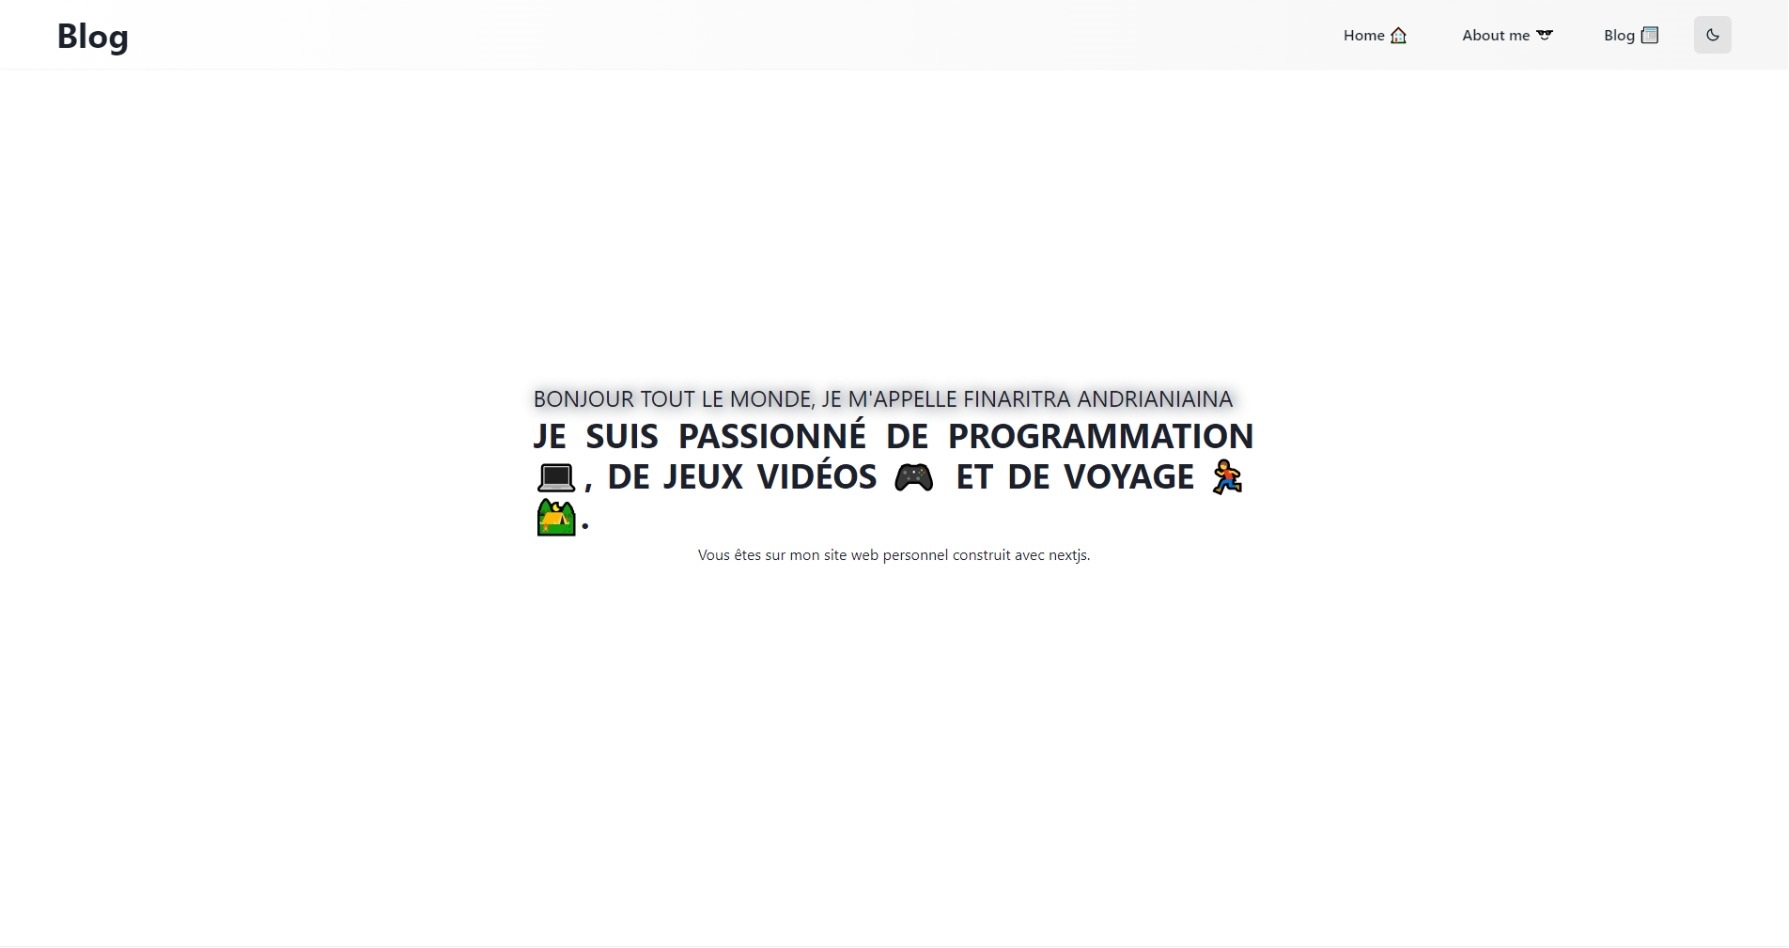 Blog
Home 🏠
About me 🕶
Blog 📰
BONJOUR TOUT LE MONDE, JE M'APPELLE FINARITRA ANDRIANIAINA
JE SUIS PASSIONNÉ DE PROGRAMMATION
💻, DE JEUX VIDÉOS 🎮 ET DE VOYAGE 🏃
🏕.
Vous êtes sur mon site web personnel construit avec nextjs.